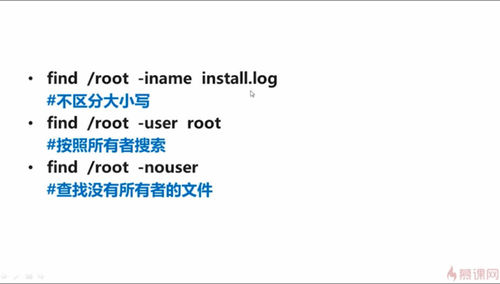 • find /root -iname install.log
#不区分大小写
• find /root -user root
#按照所有者搜索
• find /root -nouser
#查找没有所有者的文件
慕课网